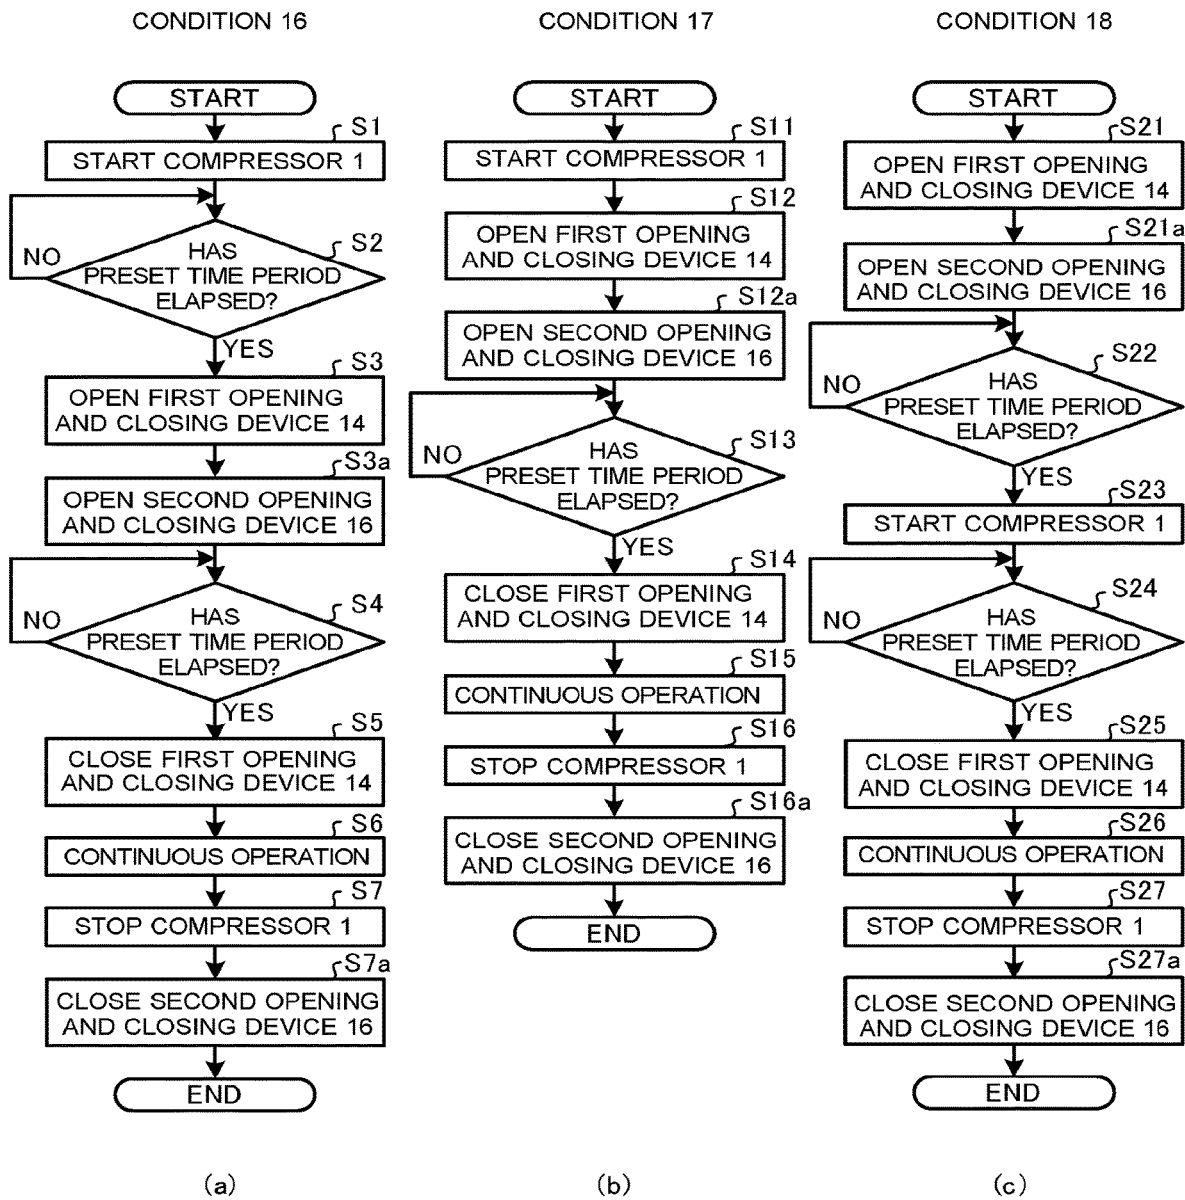 CONDITION 16
START
S1
START COMPRESSOR 1
S2
HAS
PRESET TIME PERIOD
ELAPSED?
NO
YES
S3
OPEN FIRST OPENING
AND CLOSING DEVICE 14
S3a
OPEN SECOND OPENING
AND CLOSING DEVICE 16
S4
HAS
PRESET TIME PERIOD
ELAPSED?
NO
YES
S5
CLOSE FIRST OPENING
AND CLOSING DEVICE 14
S6
CONTINUOUS OPERATION
S7
STOP COMPRESSOR 1
S7a
CLOSE SECOND OPENING
AND CLOSING DEVICE 16
END
(a)
CONDITION 17
START
S11
START COMPRESSOR 1
S12
OPEN FIRST OPENING
AND CLOSING DEVICE 14
S12a
OPEN SECOND OPENING
AND CLOSING DEVICE 16
S13
HAS
PRESET TIME PERIOD
ELAPSED?
NO
YES
S14
CLOSE FIRST OPENING
AND CLOSING DEVICE 14
S15
CONTINUOUS OPERATION
S16
STOP COMPRESSOR 1
S16a
CLOSE SECOND OPENING
AND CLOSING DEVICE 16
END
(b)
CONDITION 18
START
S21
OPEN FIRST OPENING
AND CLOSING DEVICE 14
S21a
OPEN SECOND OPENING
AND CLOSING DEVICE 16
S22
HAS
PRESET TIME PERIOD
ELAPSED?
NO
YES
S23
START COMPRESSOR 1
S24
HAS
PRESET TIME PERIOD
ELAPSED?
NO
YES
S25
CLOSE FIRST OPENING
AND CLOSING DEVICE 14
S26
CONTINUOUS OPERATION
S27
STOP COMPRESSOR 1
S27a
CLOSE SECOND OPENING
AND CLOSING DEVICE 16
END
(c)